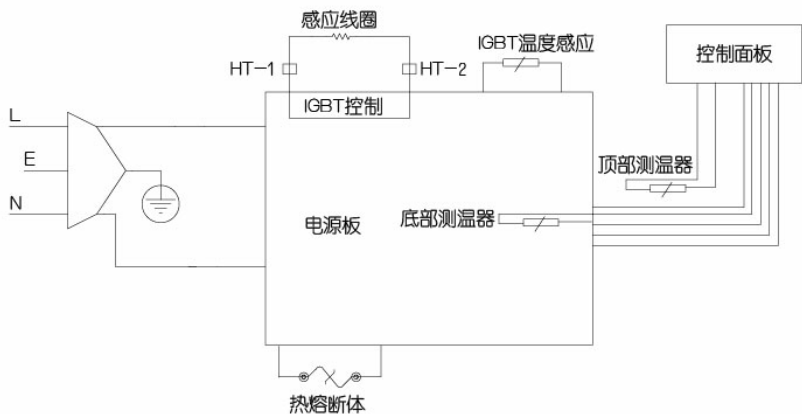 感应线圈
HT-1
HT-2
IGBT控制
IGBT温度感应
控制面板
L
E
N
顶部测温器
底部测温器
电源板
热熔断体